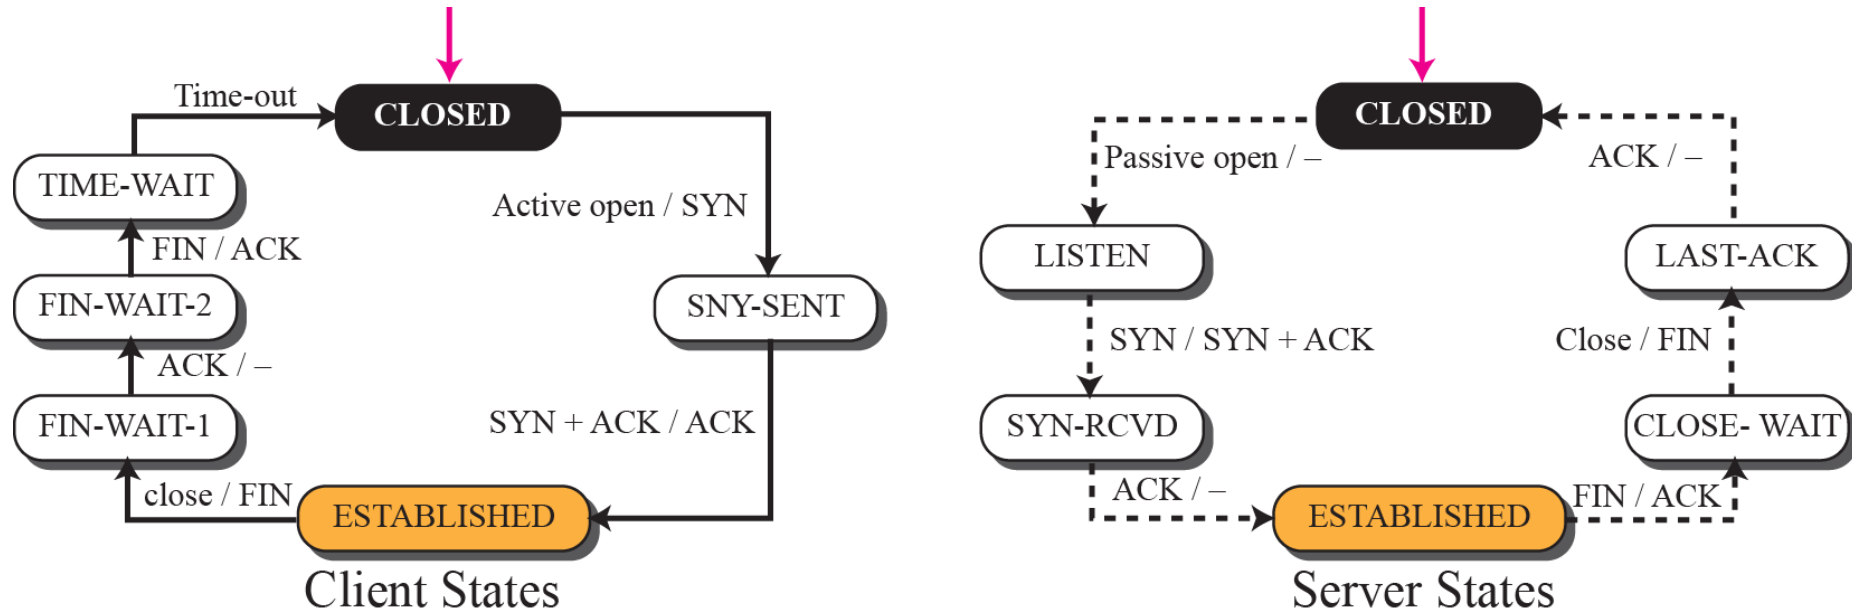 Time-out
CLOSED
TIME-WAIT
Active open / SYN
FIN / ACK
FIN-WAIT-2
SNY-SENT
ACK / –
FIN-WAIT-1
SYN + ACK / ACK
close / FIN
ESTABLISHED
Client States
CLOSED
Passive open / –
ACK / –
LISTEN
LAST-ACK
SYN / SYN + ACK
Close / FIN
SYN-RCVD
CLOSE- WAIT
ACK / –
FIN / ACK
ESTABLISHED
Server States